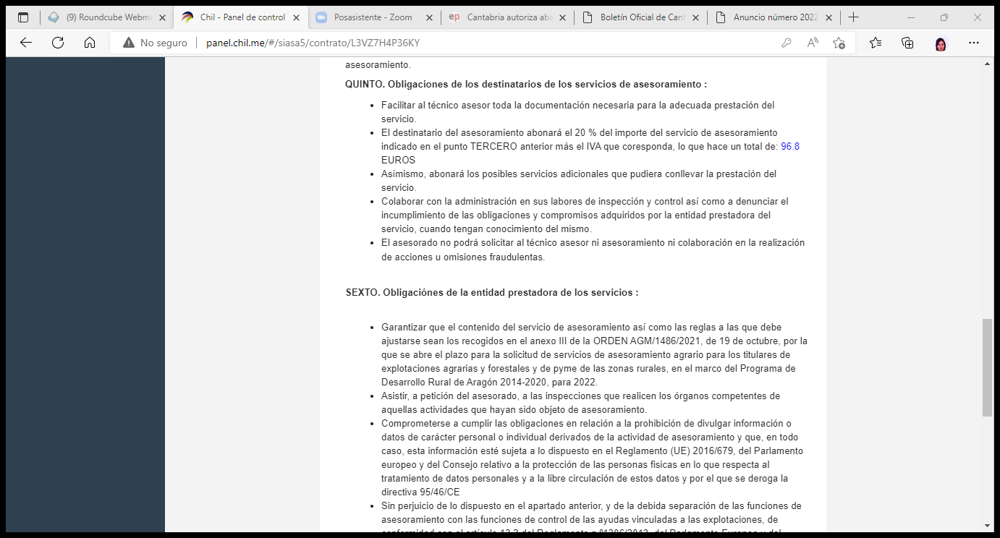 (9) Roundcube Webma
Chil - Panel de control
Posasistente - Zoom
ep Cantabria autoriza aba
Boletín Oficial de Cant
Anuncio número 2022
No seguro
panel.chil.me/#/siasa5/contrato/L3VZ7H4P36KY
asesoramiento.
QUINTO. Obligaciones de los destinatarios de los servicios de asesoramiento :
• Facilitar al técnico asesor toda la documentación necesaria para la adecuada prestación del
servicio.
• El destinatario del asesoramiento abonará el 20 % del importe del servicio de asesoramiento
indicado en el punto TERCERO anterior más el IVA que coresponda, lo que hace un total de: 96.8
EUROS
• Asímismo, abonará los posibles servicios adicionales que pudiera conllevar la prestación del
servicio.
• Colaborar con la administración en sus labores de inspección y control así como a denunciar el
incumplimiento de las obligaciones y compromisos adquiridos por la entidad prestadora del
servicio, cuando tengan conocimiento del mismo.
• El asesorado no podrá solicitar al técnico asesor ni asesoramiento ni colaboración en la realización
de acciones u omisiones fraudulentas.
SEXTO. Obligaciónes de la entidad prestadora de los servicios :
• Garantizar que el contenido del servicio de asesoramiento así como las reglas a las que debe
ajustarse sean los recogidos en el anexo III de la ORDEN AGM/1486/2021, de 19 de octubre, por la
que se abre el plazo para la solicitud de servicios de asesoramiento agrario para los titulares de
explotaciones agrarias y forestales y de pyme de las zonas rurales, en el marco del Programa de
Desarrollo Rural de Aragón 2014-2020, para 2022.
• Asistir, a petición del asesorado, a las inspecciones que realicen los órganos competentes de
aquellas actividades que hayan sido objeto de asesoramiento.
• Comprometerse a cumplir las obligaciones en relación a la prohibición de divulgar información o
datos de carácter personal o individual derivados de la actividad de asesoramiento y que, en todo
caso, esta información esté sujeta a lo dispuesto en el Reglamento (UE) 2016/679, del Parlamento
europeo y del Consejo relativo a la protección de las personas fisicas en lo que respecta al
tratamiento de datos personales y a la libre circulación de estos datos y por el que se deroga la
directiva 95/46/CE
• Sin perjuicio de lo dispuesto en el apartado anterior, y de la debida separación de las funciones de
asesoramiento con las funciones de control de las ayudas vinculadas a las explotaciones, de
conformidad con el artículo 13.2 del Reglamento n.º1306/2013, del Parlamento Europeo y del